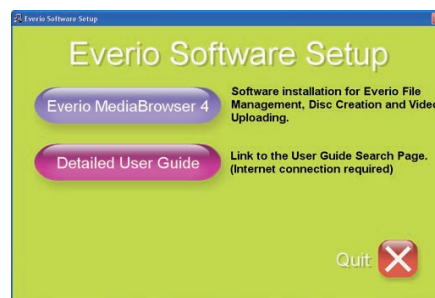 Everio Software Setup
Everio Software Setup
Everio MediaBrowser 4
Software installation for Everio File
Management, Disc Creation and Video
Uploading.
Detailed User Guide
Link to the User Guide Search Page.
(Internet connection required)
Quit